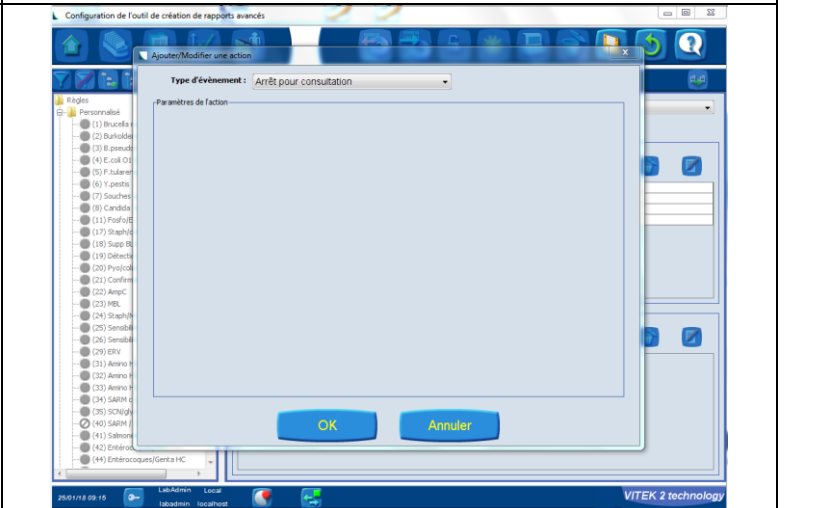 Configuration de l'outil de création de rapports avancés
Ajouter/Modifier une action
x
Type d'évènement : Arrêt pour consultation
Paramètres de l'action
Règles
Personnalisé
(1) Brucella
(2) Burkolde
(3) B.pseudo
(4) E.coli O1
(5) F.tularen
(6) Y.pestis
(7) Souches
(8) Candida
(11) Fosfo/E
(17) Staph/c
(18) Supp BL
(19) Détecti
(20) Pyo/coli
(21) Confirm
(22) AmpC
(23) MBL
(24) Staph/M
(25) Sensibil
(26) Sensibil
(29) ERV
(31) Amino H
(32) Amino H
(33) Amino H
(34) SARM c
(35) SCN/gly
(40) SARM /
(41) Salmon
(42) Entéroc
(44) Entérocoques/Genta HC
OK Annuler
25/01/18 09:15 LabAdmin Local VITEK 2 technology
labadmin localhost